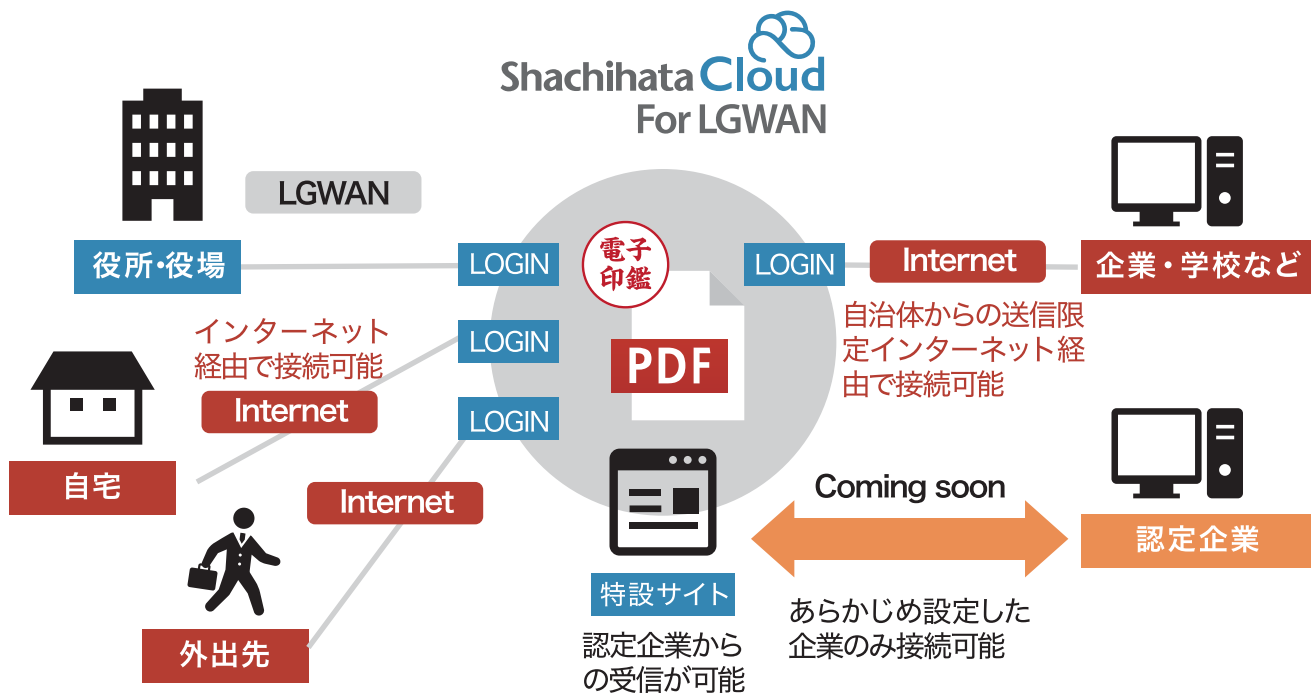 Shachihata Cloud
For LGWAN
LGWAN
役所・役場
LOGIN
電子
印鑑
LOGIN
Internet
企業・学校など
インターネット
経由で接続可能
Internet
自宅
LOGIN
PDF
自治体からの送信限
定インターネット経
由で接続可能
LOGIN
Internet
外出先
特設サイト
認定企業から
の受信が可能
Coming soon
認定企業
あらかじめ設定した
企業のみ接続可能